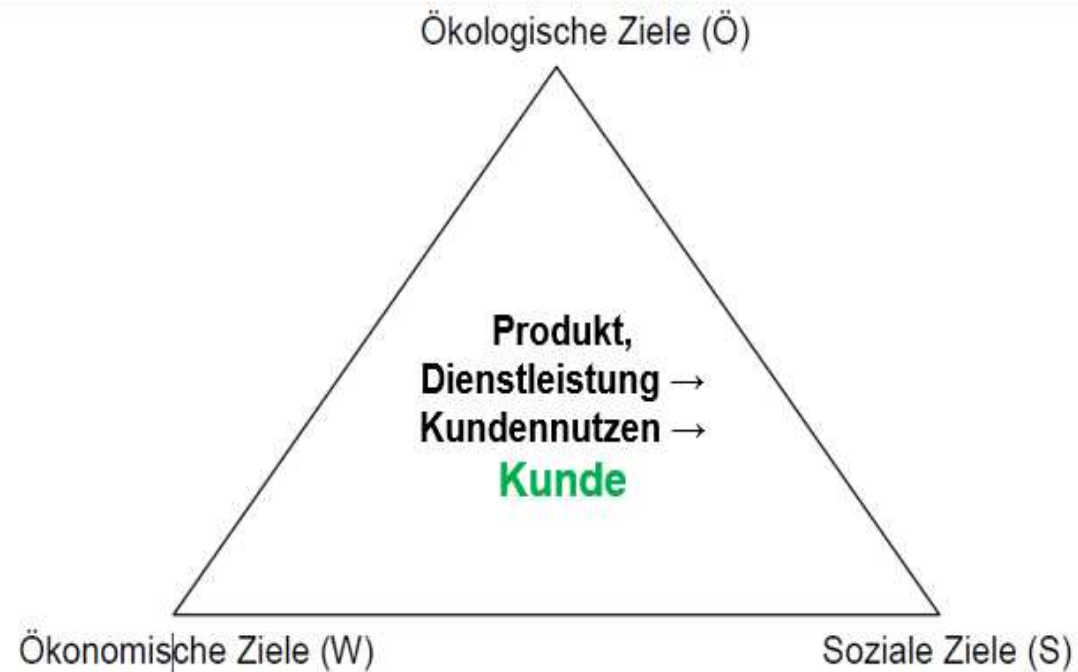 Ökologische Ziele (Ö)
Produkt,
Dienstleistung →
Kundennutzen →
Kunde
Ökonomische Ziele (W)
Soziale Ziele (S)